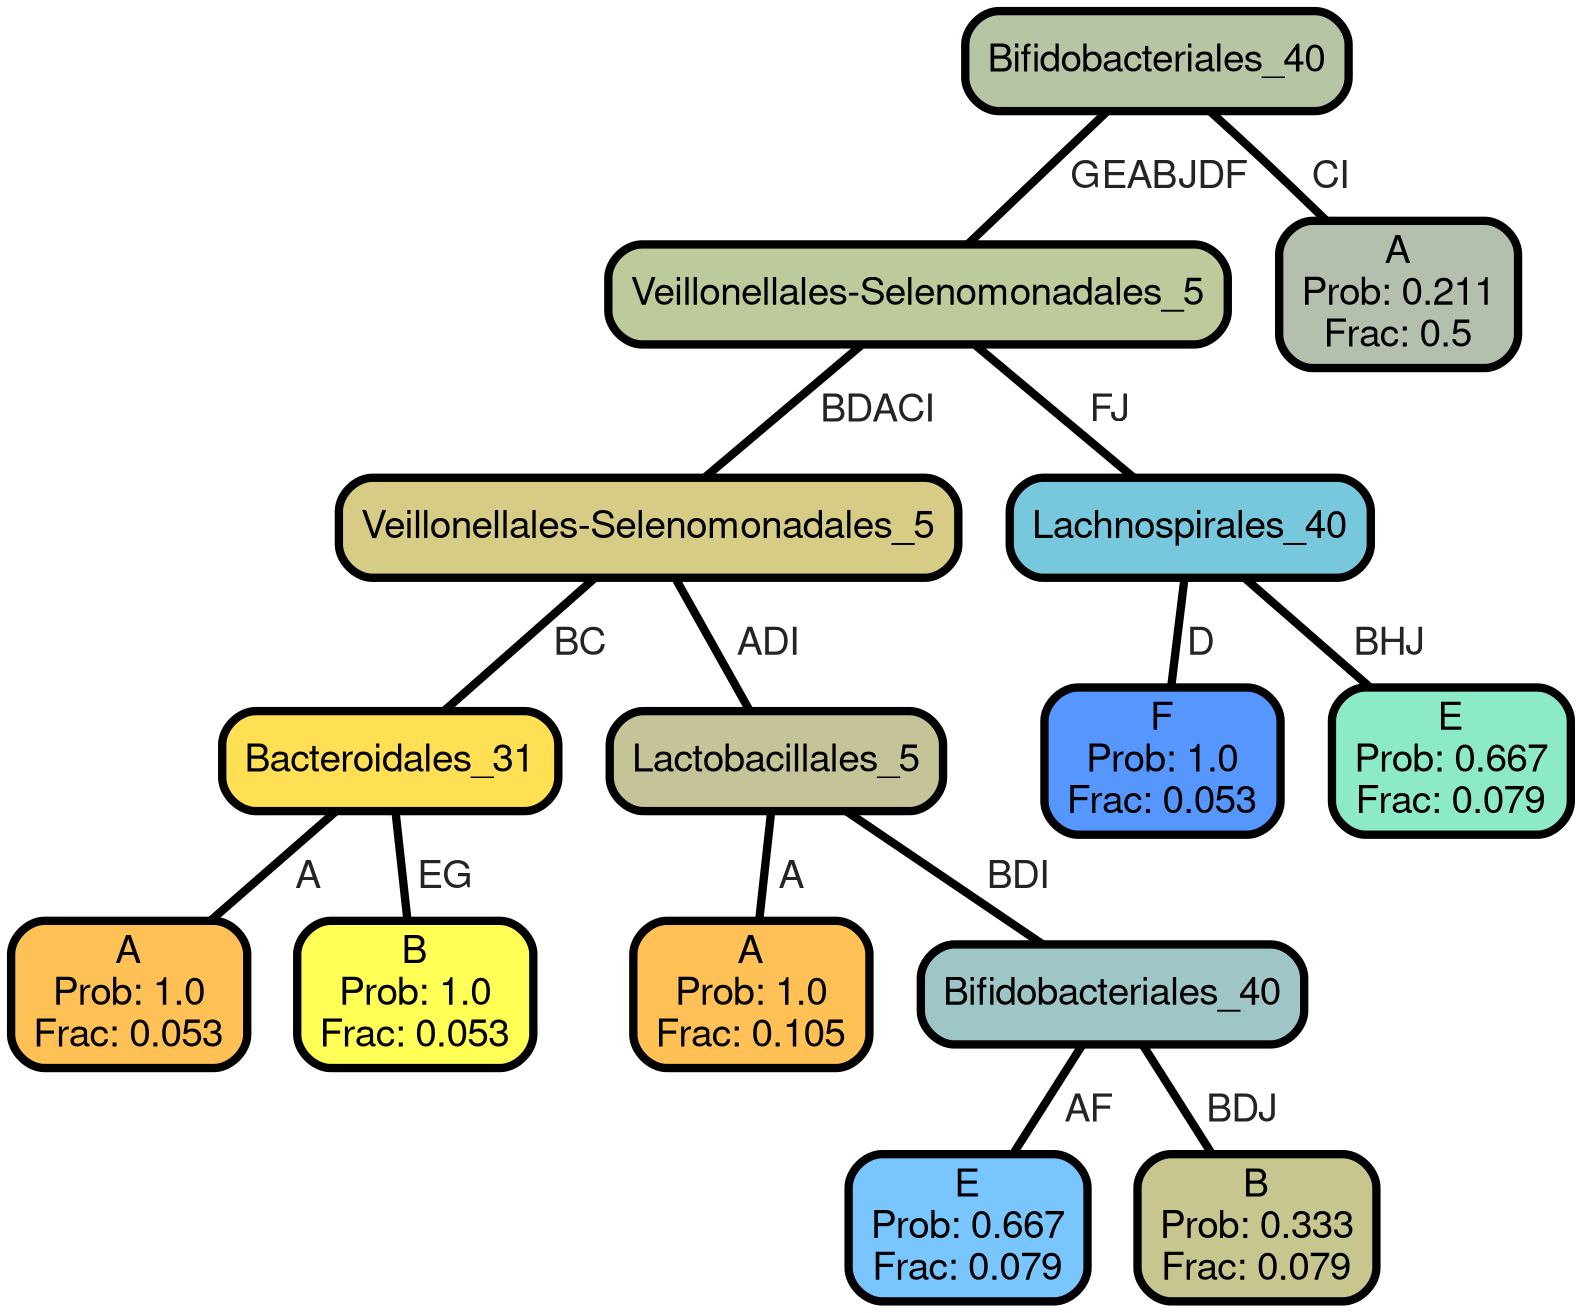 Bifidobacteriales_40
GEABJDF
CI
Veillonellales-Selenomonadales_5
A
Prob: 0.211
Frac: 0.5
BDACI
FJ
Veillonellales-Selenomonadales_5
Lachnospirales_40
BC
ADI
D
BHJ
Bacteroidales_31
Lactobacillales_5
F
Prob: 1.0
Frac: 0.053
E
Prob: 0.667
Frac: 0.079
A
EG
A
BDI
A
Prob: 1.0
Frac: 0.053
B
Prob: 1.0
Frac: 0.053
A
Prob: 1.0
Frac: 0.105
Bifidobacteriales_40
AF
BDJ
E
Prob: 0.667
Frac: 0.079
B
Prob: 0.333
Frac: 0.079